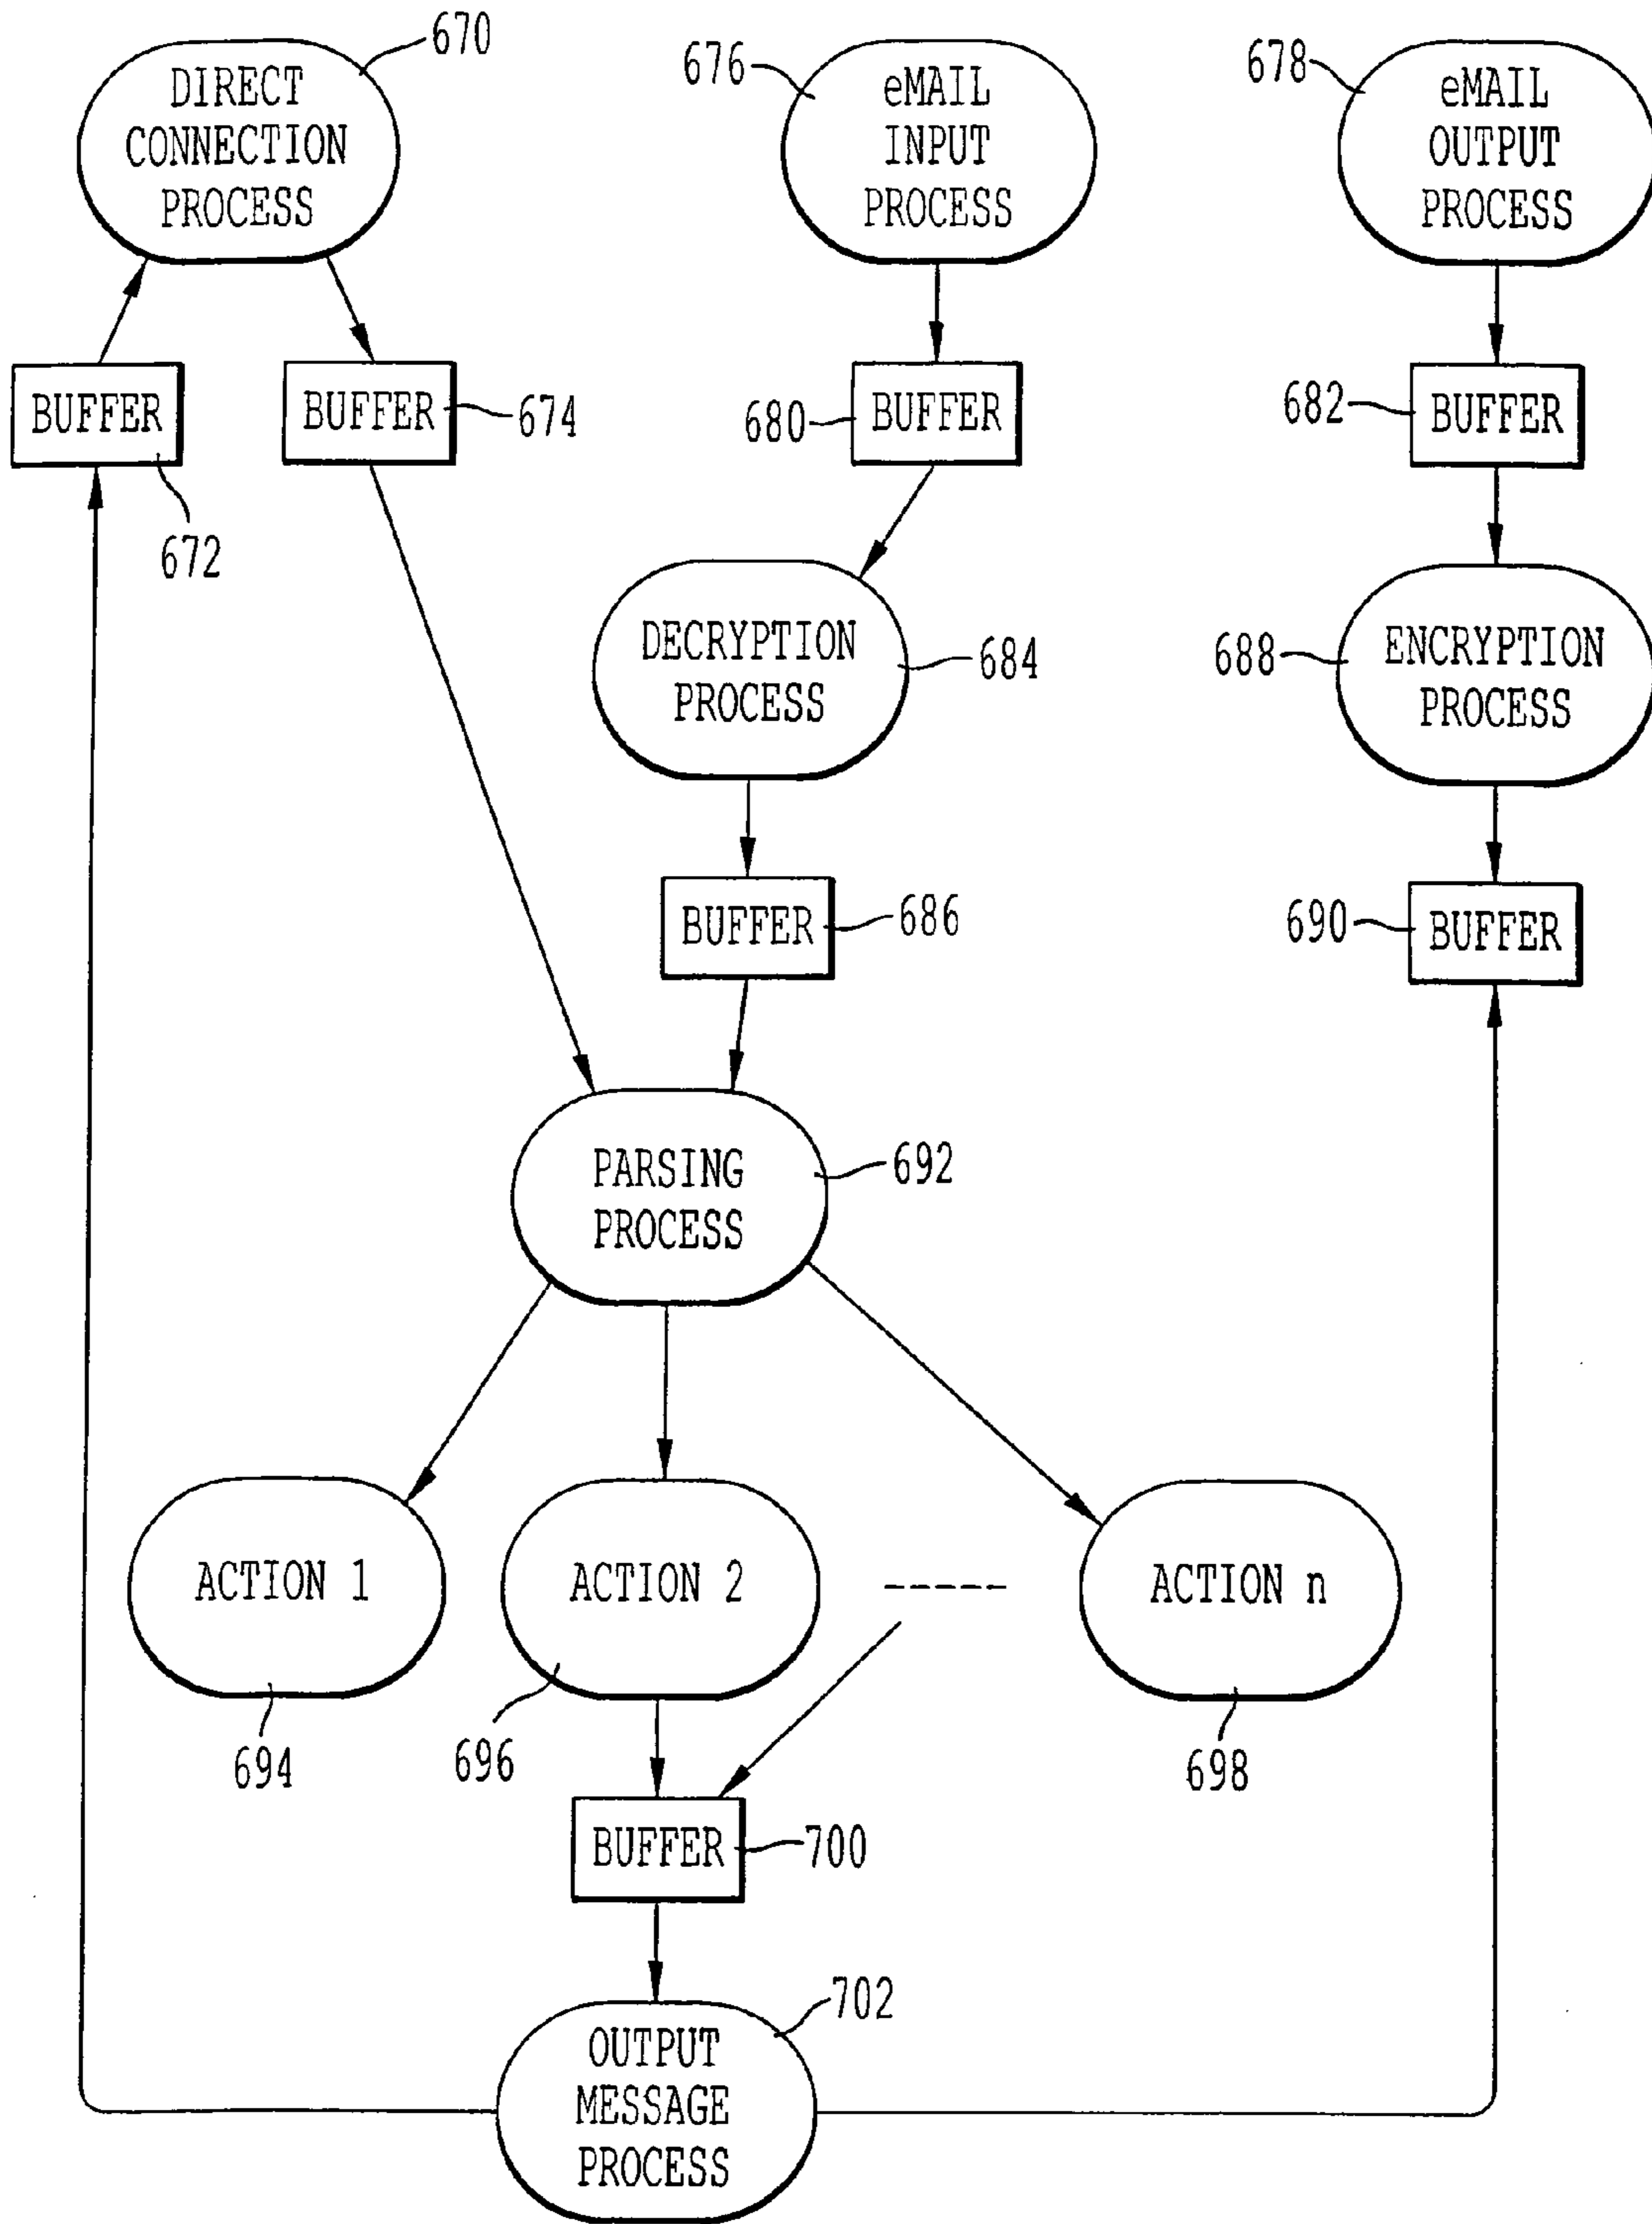 670
DIRECT
CONNECTION
PROCESS
676
eMAIL
INPUT
PROCESS
678
eMAIL
OUTPUT
PROCESS
BUFFER
672
BUFFER
674
680
BUFFER
682
BUFFER
DECRYPTION
PROCESS
684
688
ENCRYPTION
PROCESS
BUFFER
686
690
BUFFER
PARSING
PROCESS
692
ACTION 1
694
ACTION 2
696
-----
ACTION n
698
BUFFER
700
702
OUTPUT
MESSAGE
PROCESS